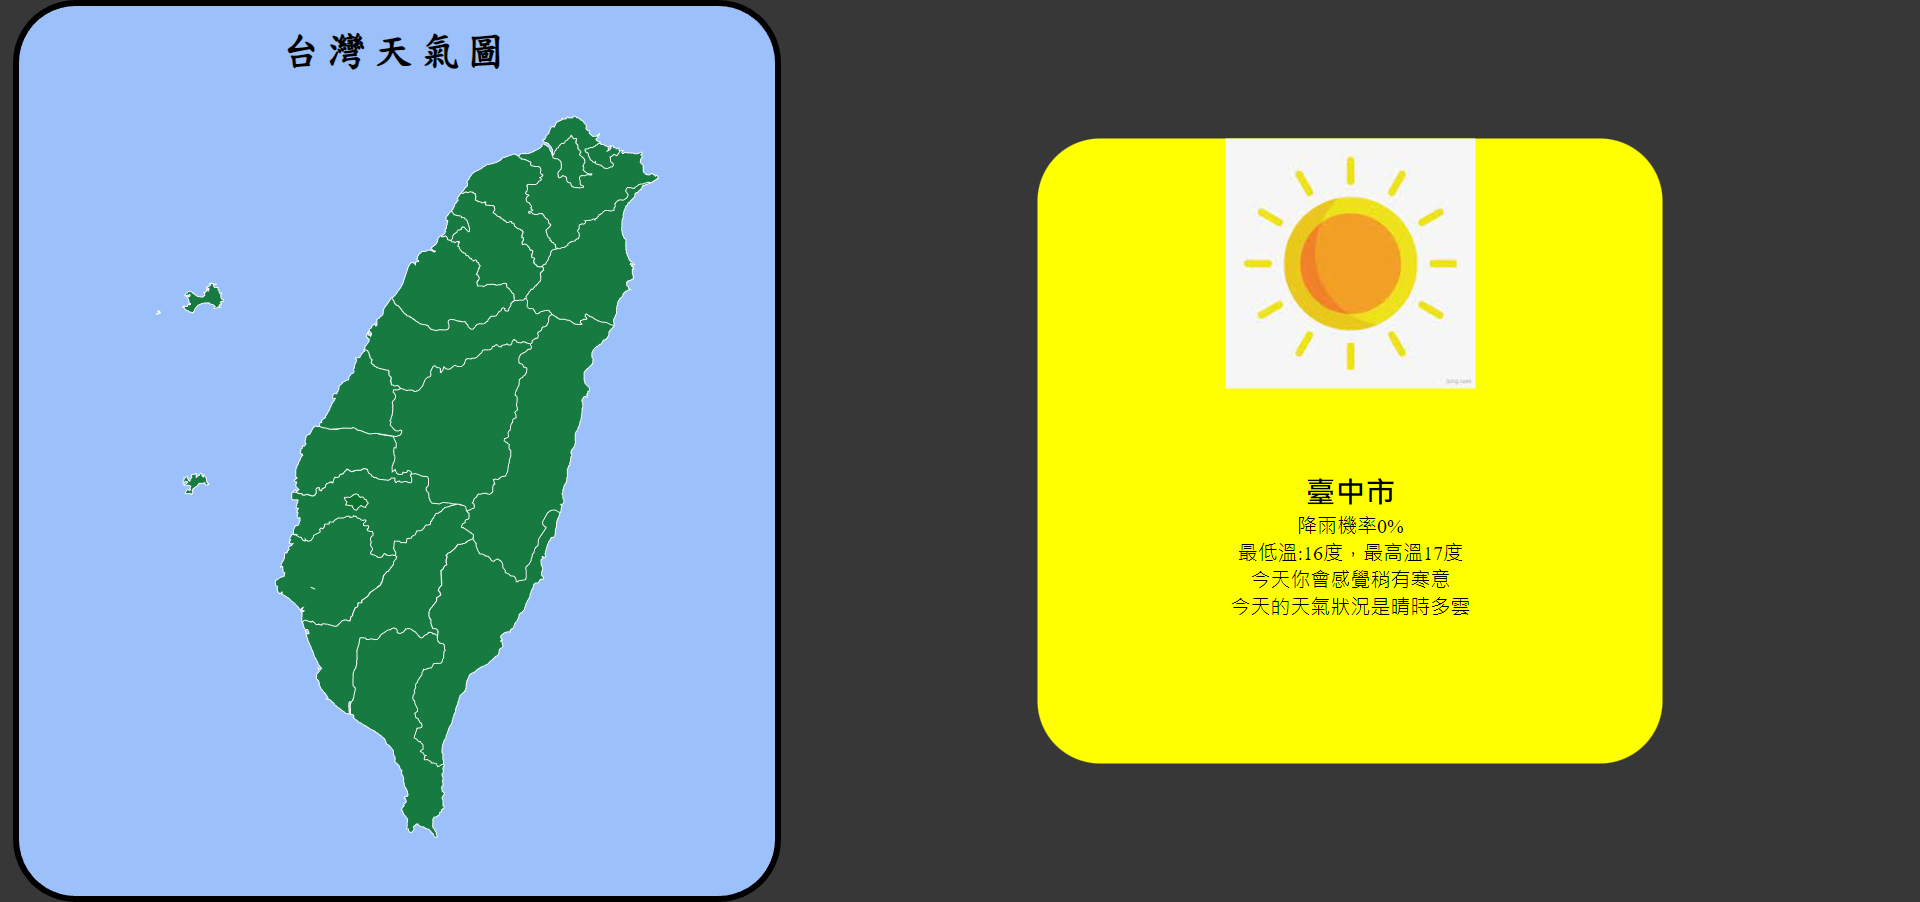 台灣天氣圖
臺中市
降雨機率0%
最低溫:16度，最高溫17度
今天你會感覺稍有寒意
今天的天氣狀況是晴時多雲